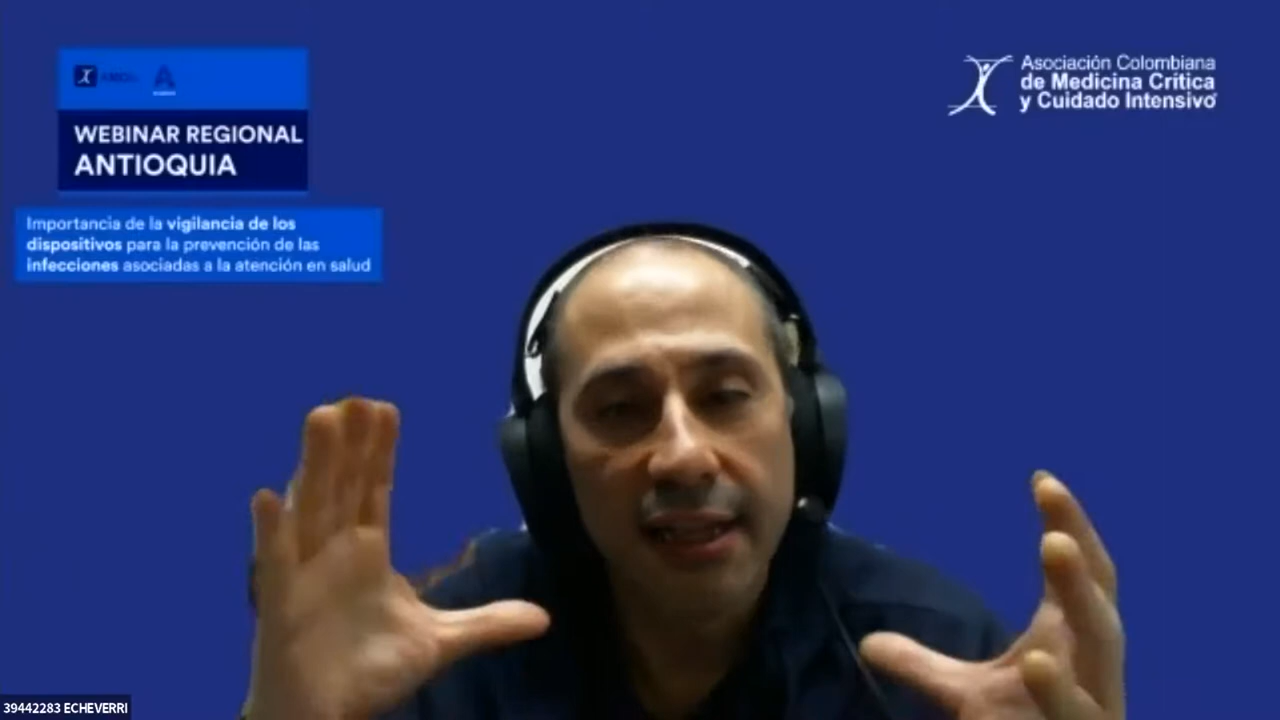 WEBINAR REGIONAL
ANTIOQUIA
Importancia de la vigilancia de los
dispositivos para la prevención de las
infecciones asociadas a la atención en salud
Asociación Colombiana
de Medicina Crítica
y Cuidado Intensivo
39442283 ECHEVERRI